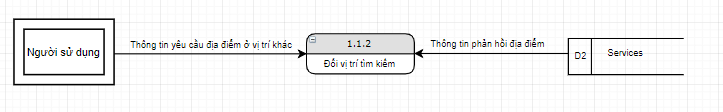 Người sử dụng
Thông tin yêu cầu địa điểm ở vị trí khác
1.1.2
Đổi vị trí tìm kiếm
Thông tin phản hồi địa điểm
D2
Services